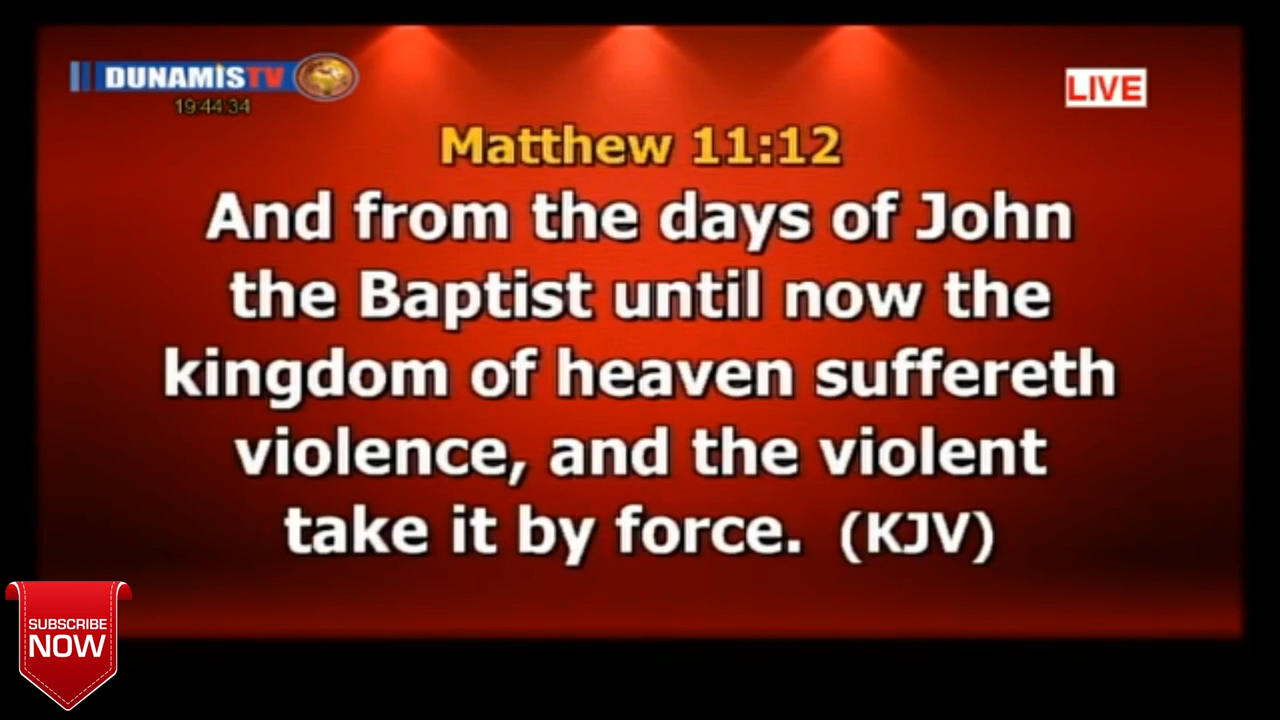 DUNAMISTV
19:44:34
LIVE
Matthew 11:12
And from the days of John
the Baptist until now the
kingdom of heaven suffereth
violence, and the violent
take it by force. (KJV)
SUBSCRIBE
NOW